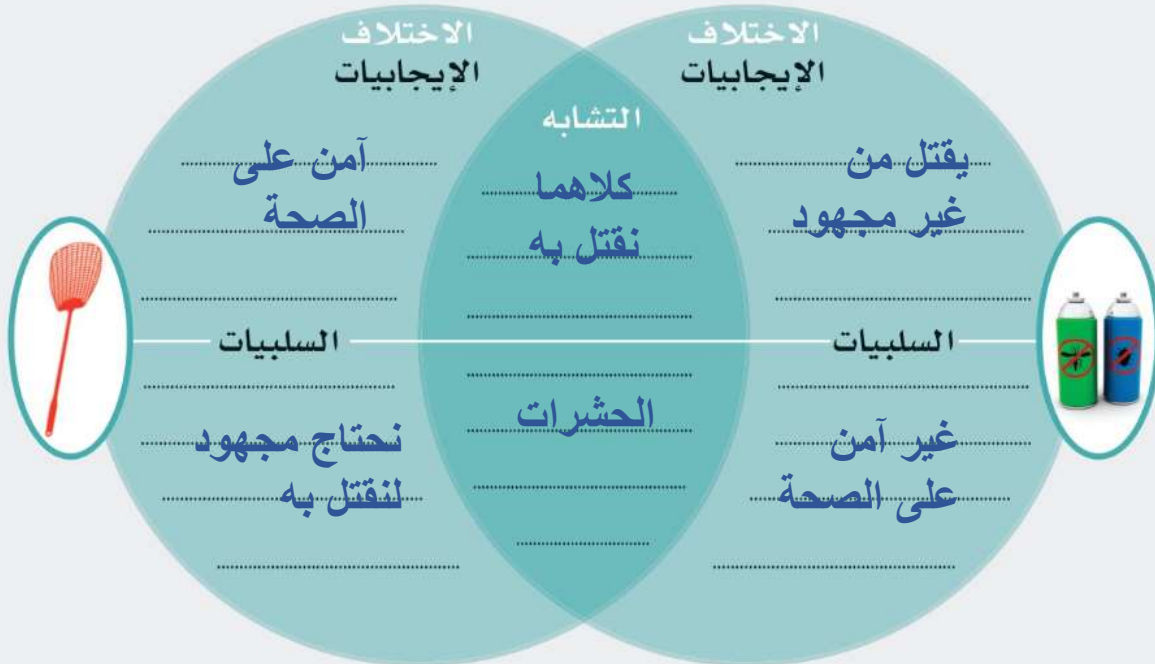 الاختلاف
الإيجابيات
يقتل من
غير مجهود
السلبيات
غير آمن
على الصحة
التشابه
كلاهما
نقتل به
الحشرات
الاختلاف
الإيجابيات
آمن على
الصحة
السلبيات
نحتاج مجهود
لنقتل به